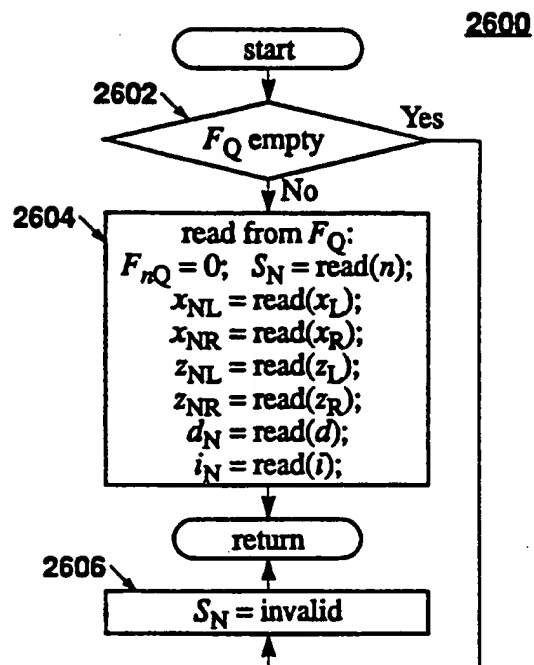 2600
start
2602
Yes
F_Q empty
No
2604
read from F_Q:
F_nQ = 0; S_N = read(n);
x_NL = read(x_L);
x_NR = read(x_R);
z_NL = read(z_L);
z_NR = read(z_R);
d_N = read(d);
i_N = read(i);
return
2606
S_N = invalid